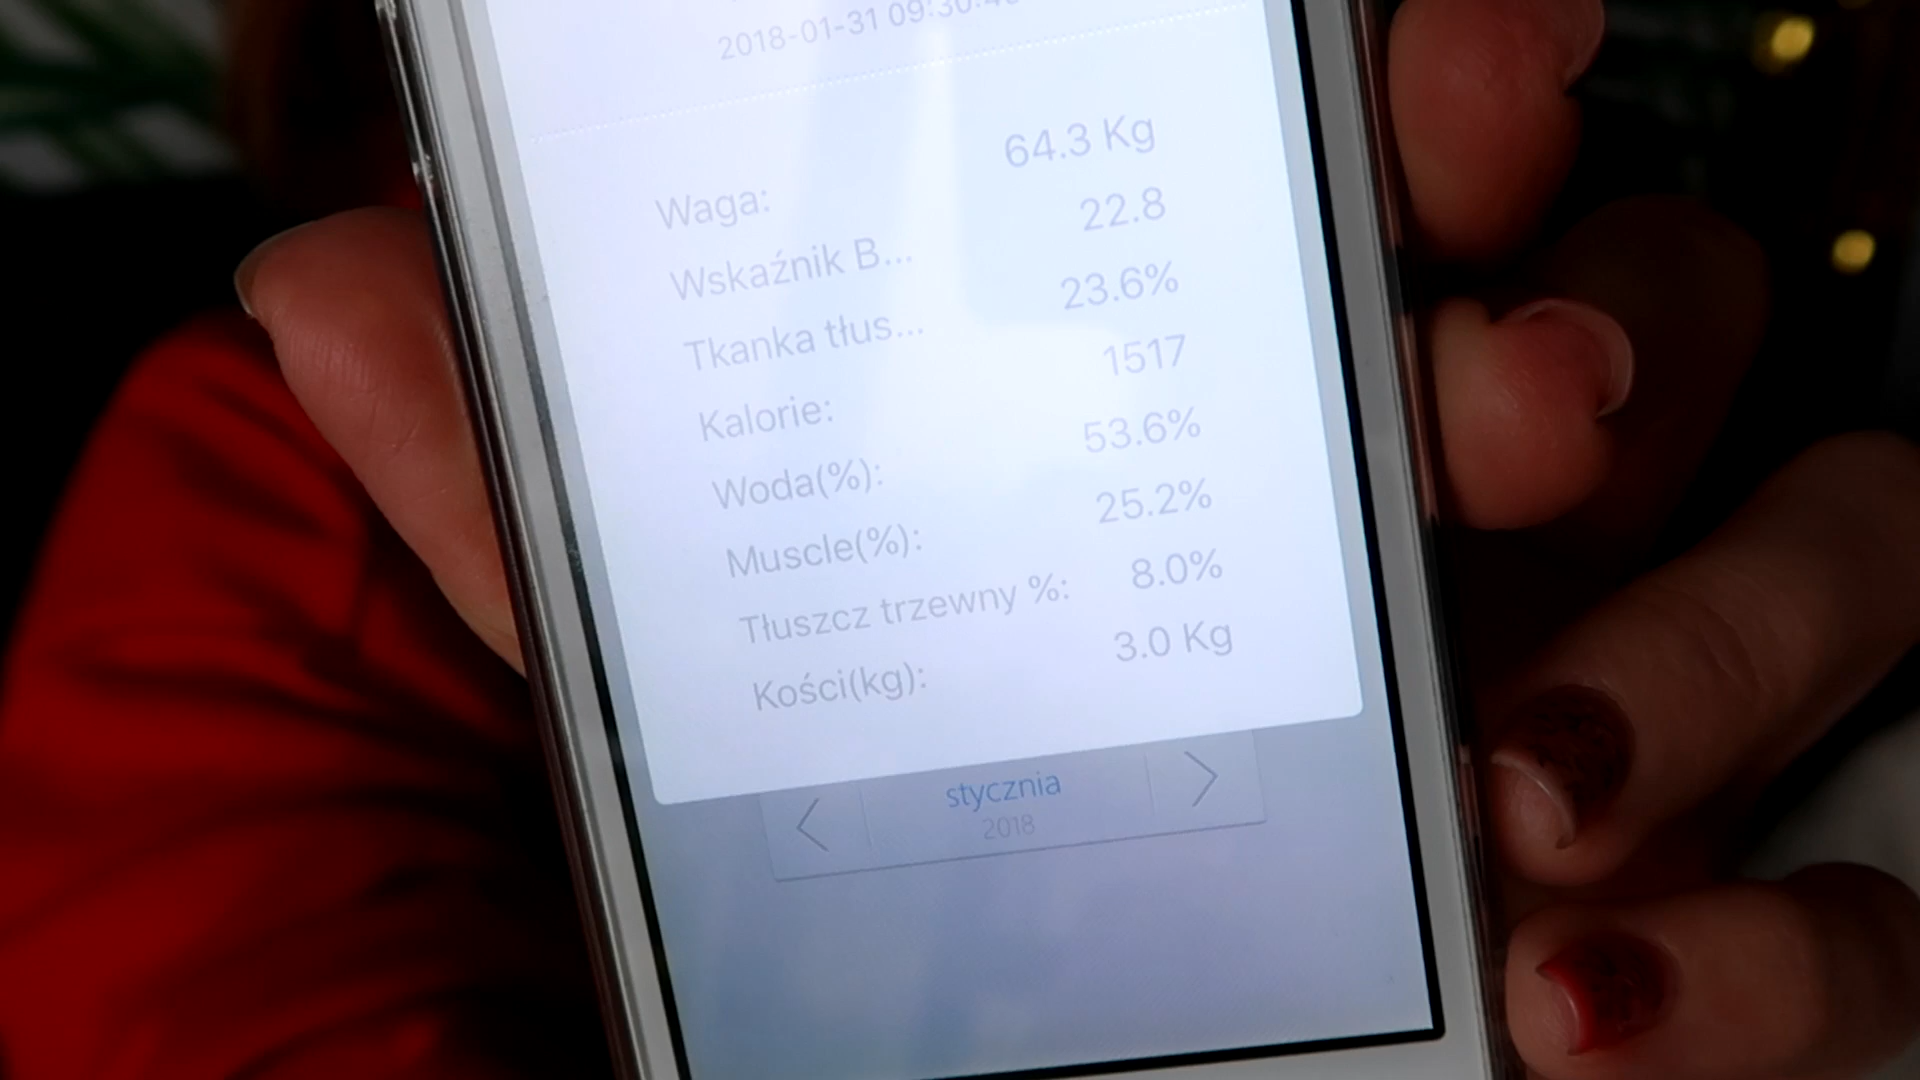 2018-01-31 09:30:
Waga: 64.3 Kg
Wskaźnik B... 22.8
Tkanka tłus... 23.6%
Kalorie: 1517
Woda(%): 53.6%
Muscle(%): 25.2%
Tłuszcz trzewny %: 8.0%
Kości(kg): 3.0 Kg
stycznia
2018